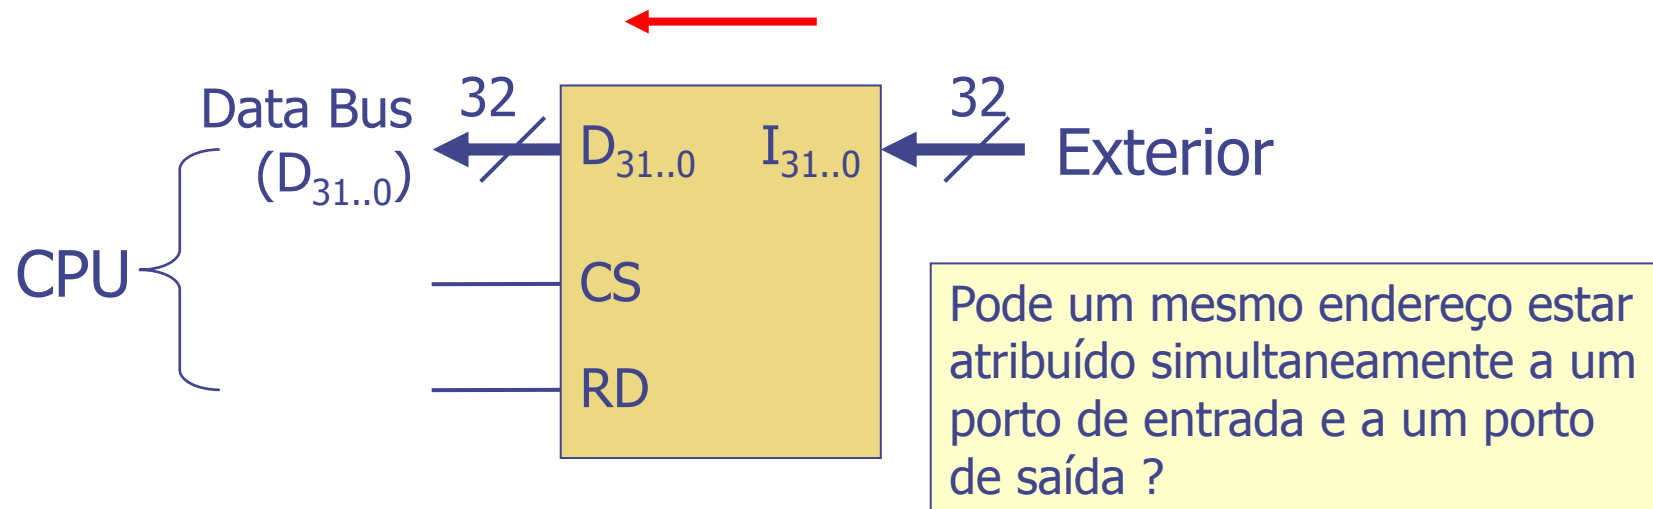 Data Bus
(D31..0)
32
32
D31..0
I31..0
Exterior
CPU
CS
RD
Pode um mesmo endereço estar
atribuído simultaneamente a um
porto de entrada e a um porto
de saída ?